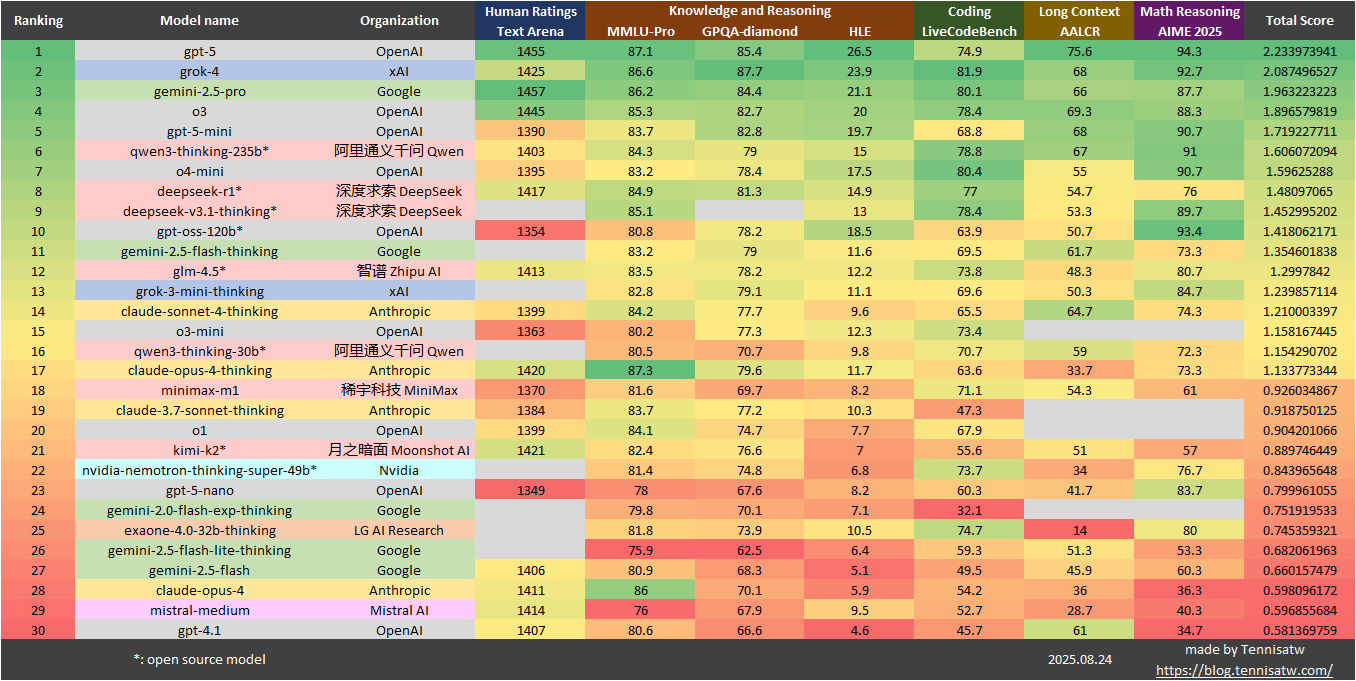 Ranking Model name Organization Human Ratings Knowledge and Reasoning Coding Long Context Math Reasoning Total Score
Text Arena MMLU-Pro GPQA-diamond HLE LiveCodeBench AALCR AIME 2025
1 gpt-5 OpenAI 1455 87.1 85.4 26.5 74.9 75.6 94.3 2.233973941
2 grok-4 xAI 1425 86.6 87.7 23.9 81.9 68 92.7 2.087496527
3 gemini-2.5-pro Google 1457 86.2 84.4 21.1 80.1 66 87.7 1.963223223
4 o3 OpenAI 1445 85.3 82.7 20 78.4 69.3 88.3 1.896579819
5 gpt-5-mini OpenAI 1390 83.7 82.8 19.7 68.8 68 90.7 1.719227711
6 qwen3-thinking-235b* 阿里通义千问 Qwen 1403 84.3 79 15 78.8 67 91 1.606072094
7 o4-mini OpenAI 1395 83.2 78.4 17.5 80.4 55 90.7 1.59625288
8 deepseek-r1* 深度求索 DeepSeek 1417 84.9 81.3 14.9 77 54.7 76 1.48097065
9 deepseek-v3.1-thinking* 深度求索 DeepSeek 85.1 13 78.4 53.3 89.7 1.452995202
10 gpt-oss-120b* OpenAI 1354 80.8 78.2 18.5 63.9 50.7 93.4 1.418062171
11 gemini-2.5-flash-thinking Google 83.2 79 11.6 69.5 61.7 73.3 1.354601838
12 glm-4.5* 智谱 Zhipu AI 1413 83.5 78.2 12.2 73.8 48.3 80.7 1.2997842
13 grok-3-mini-thinking xAI 82.8 79.1 11.1 69.6 50.3 84.7 1.239857114
14 claude-sonnet-4-thinking Anthropic 1399 84.2 77.7 9.6 65.5 64.7 74.3 1.210003397
15 o3-mini OpenAI 1363 80.2 77.3 12.3 73.4 1.158167445
16 qwen3-thinking-30b* 阿里通义千问 Qwen 80.5 70.7 9.8 70.7 59 72.3 1.154290702
17 claude-opus-4-thinking Anthropic 1420 87.3 79.6 11.7 63.6 33.7 73.3 1.133773344
18 minimax-m1 稀宇科技 MiniMax 1370 81.6 69.7 8.2 71.1 54.3 61 0.926034867
19 claude-3.7-sonnet-thinking Anthropic 1384 83.7 77.2 10.3 47.3 0.918750125
20 o1 OpenAI 1399 84.1 74.7 7.7 67.9 0.904201066
21 kimi-k2* 月之暗面 Moonshot AI 1421 82.4 76.6 7 55.6 51 57 0.889746449
22 nvidia-nemotron-thinking-super-49b* Nvidia 81.4 74.8 6.8 73.7 34 76.7 0.843965648
23 gpt-5-nano OpenAI 1349 78 67.6 8.2 60.3 41.7 83.7 0.799961055
24 gemini-2.0-flash-exp-thinking Google 79.8 70.1 7.1 32.1 0.751919533
25 exaone-4.0-32b-thinking LG AI Research 81.8 73.9 10.5 74.7 14 80 0.745359321
26 gemini-2.5-flash-lite-thinking Google 75.9 62.5 6.4 59.3 51.3 53.3 0.682061963
27 gemini-2.5-flash Google 1406 80.9 68.3 5.1 49.5 45.9 60.3 0.660157479
28 claude-opus-4 Anthropic 1411 86 70.1 5.9 54.2 36 36.3 0.598096172
29 mistral-medium Mistral AI 1414 76 67.9 9.5 52.7 28.7 40.3 0.596855684
30 gpt-4.1 OpenAI 1407 80.6 66.6 4.6 45.7 61 34.7 0.581369759
*: open source model 2025.08.24 made by Tennisatw
https://blog.tennisatw.com/